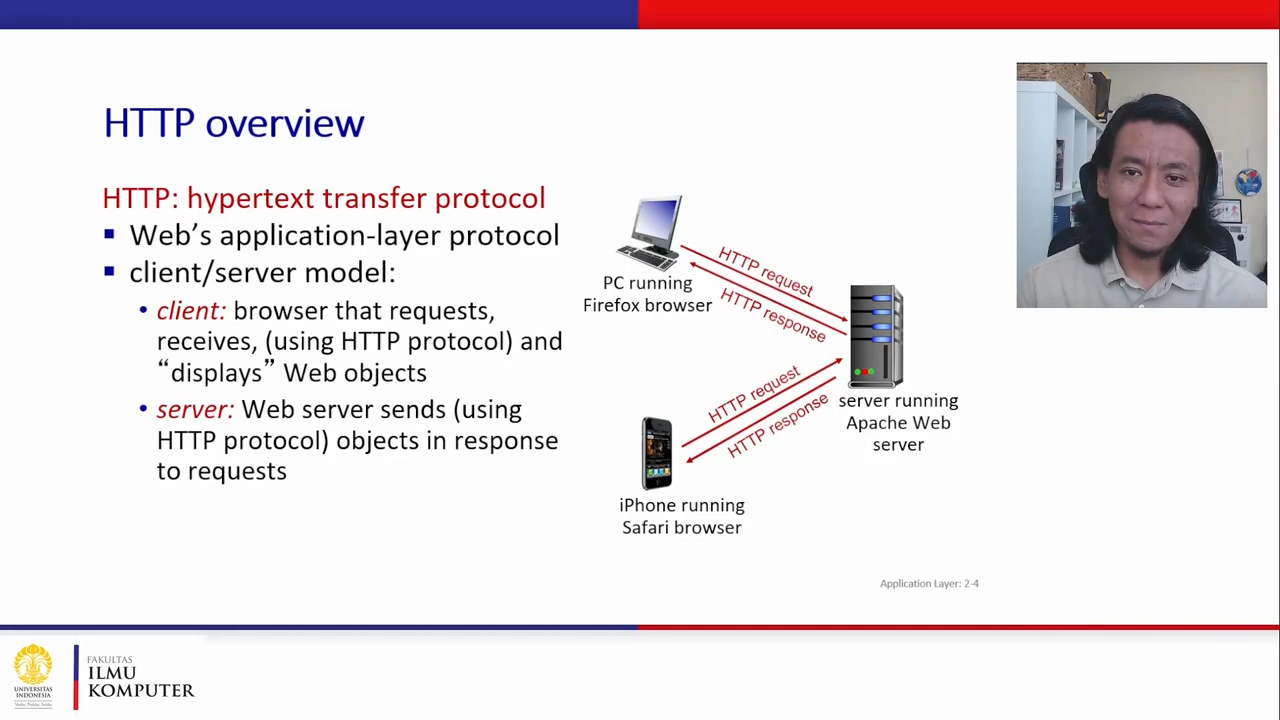 HTTP overview
HTTP: hypertext transfer protocol
▪ Web’s application-layer protocol
▪ client/server model:
• client: browser that requests,
receives, (using HTTP protocol) and
“displays” Web objects
• server: Web server sends (using
HTTP protocol) objects in response
to requests
PC running
Firefox browser
HTTP request
HTTP response
HTTP request
HTTP response
server running
Apache Web
server
iPhone running
Safari browser
Application Layer: 2-4
UNIVERSITAS
INDONESIA
FAKULTAS
ILMU
KOMPUTER